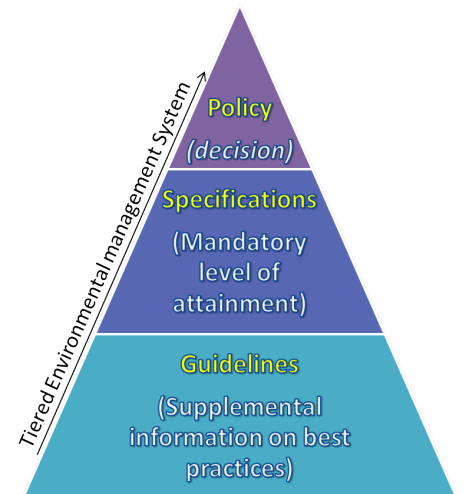 Tiered Environmental management System
Policy
(decision)
Specifications
(Mandatory
level of
attainment)
Guidelines
(Supplemental
information on best
practices)